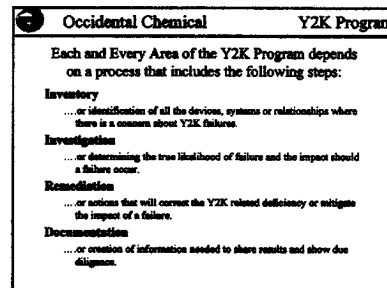 Occidental Chemical Y2K Program
Each and Every Area of the Y2K Program depends
on a process that includes the following steps:
Inventory
....or identification of all the devices, systems or relationships where
there is a concern about Y2K failures.
Investigation
....or determining the true likelihood of failure and the impact should
a failure occur.
Remediation
....or actions that will correct the Y2K related deficiency or mitigate
the impact of a failure.
Documentation
....or creation of information needed to share results and show due
diligence.